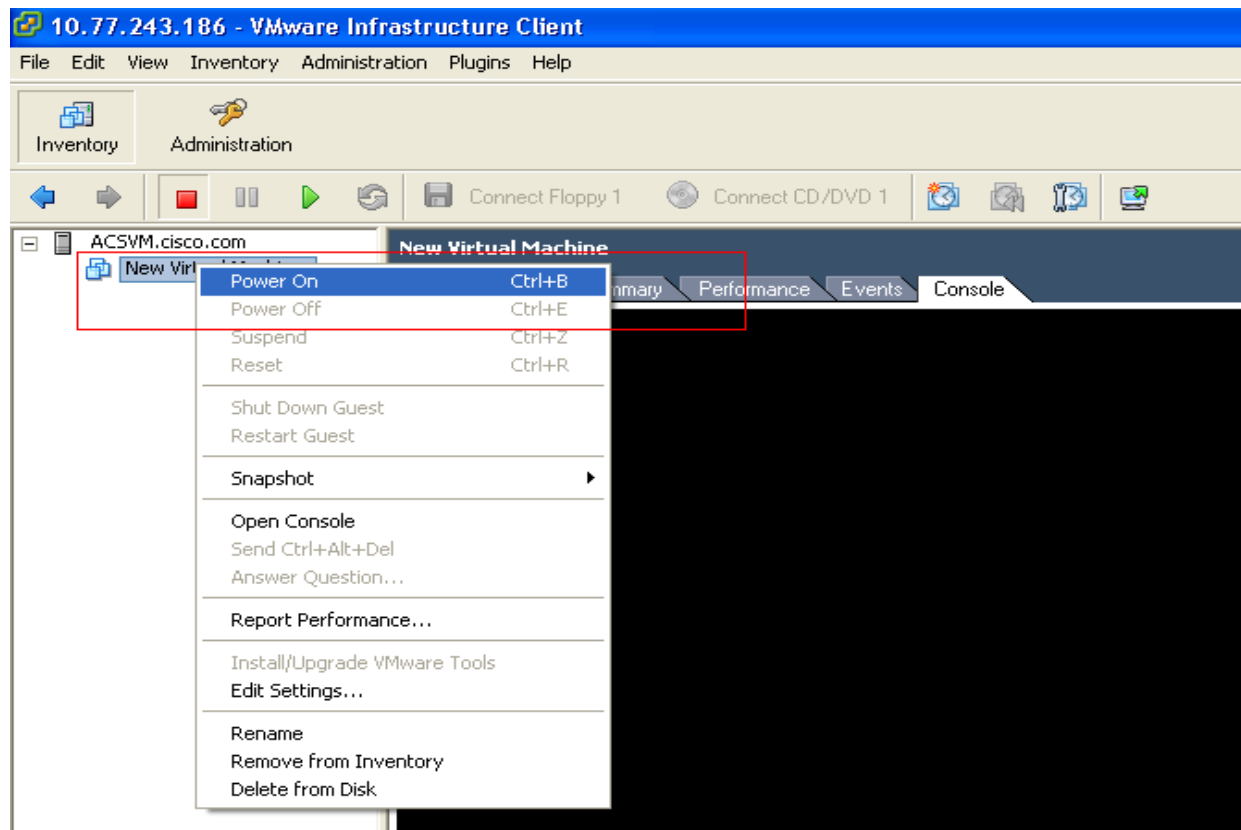 10.77.243.186 - VMware Infrastructure Client
File Edit View Inventory Administration Plugins Help
Inventory Administration
Connect Floppy 1 Connect CD/DVD 1
ACSVM.cisco.com
New Virtual Machine
New
Performance Events Console
Power On Ctrl+B
Power Off Ctrl+E
Suspend Ctrl+Z
Reset Ctrl+R
Shut Down Guest
Restart Guest
Snapshot
Open Console
Send Ctrl+Alt+Del
Answer Question...
Report Performance...
Install/Upgrade VMware Tools
Edit Settings...
Rename
Remove from Inventory
Delete from Disk